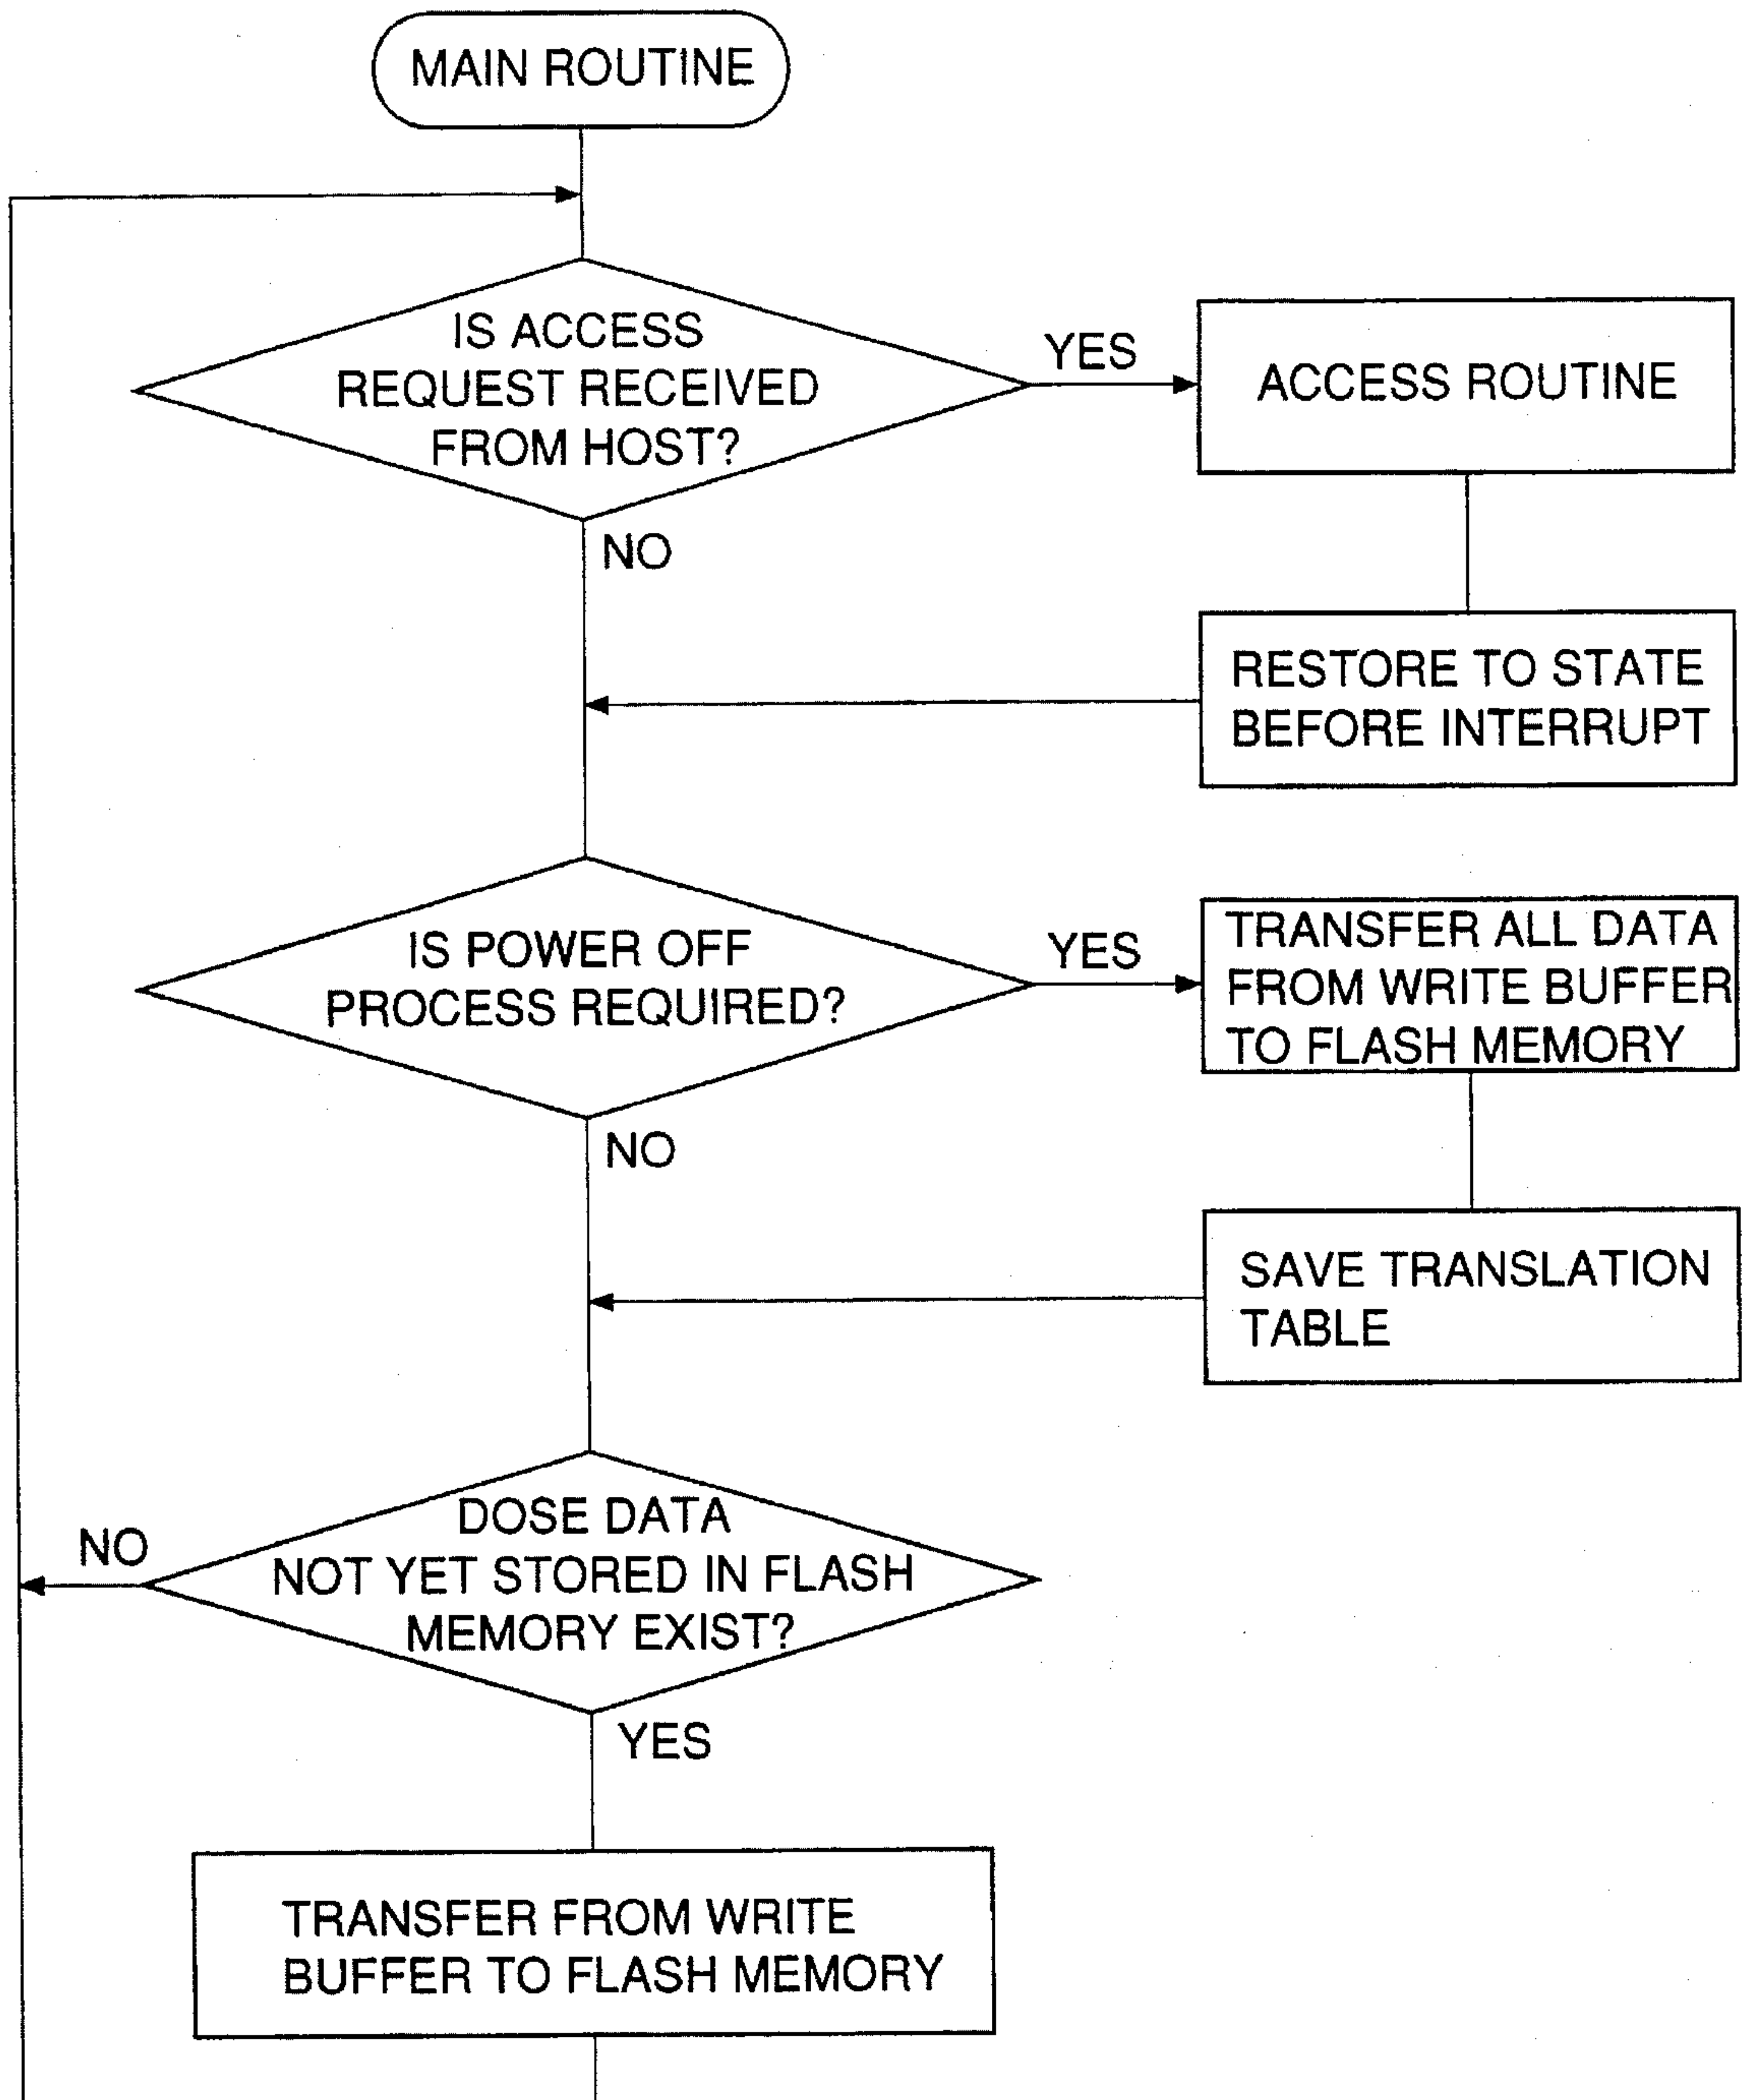 MAIN ROUTINE
IS ACCESS
REQUEST RECEIVED
FROM HOST?
YES
ACCESS ROUTINE
NO
RESTORE TO STATE
BEFORE INTERRUPT
IS POWER OFF
PROCESS REQUIRED?
YES
TRANSFER ALL DATA
FROM WRITE BUFFER
TO FLASH MEMORY
NO
SAVE TRANSLATION
TABLE
DOSE DATA
NOT YET STORED IN FLASH
MEMORY EXIST?
NO
YES
TRANSFER FROM WRITE
BUFFER TO FLASH MEMORY